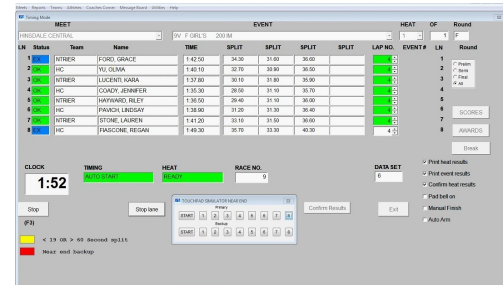 Meets Reports Teams Athletes Coaches Corner Message Board Utilities Help
Timing Mode
MEET EVENT HEAT OF Round
HINSDALE CENTRAL 9V F GIRL'S 200 IM 1 1 F
LN Status Team Name TIME SPLIT SPLIT SPLIT SPLIT LAP NO. EVENT # LN Round
1 EX NTRIER FORD, GRACE 1:42.50 34.30 31.60 36.60 4 1
2 OK HC YU, OLIVIA 1:40.10 32.70 30.90 36.50 4 2
3 OK NTRIER LUCENTI, KARA 1:37.80 30.10 31.80 35.90 4 3
4 OK HC COADY, JENNIFER 1:35.30 28.50 31.10 35.70 4 4
5 OK NTRIER HAYWARD, RILEY 1:36.50 29.40 31.10 36.00 4 5
6 OK HC PAVICH, LINDSAY 1:38.90 31.20 31.30 36.40 4 6
7 OK NTRIER STONE, LAUREN 1:41.20 33.10 31.50 36.60 4 7
8 EX HC FIASCONE, REGAN 1:49.30 35.70 33.30 40.30 4 8
Prelim
Semi
Final
All
SCORES
AWARDS
Break
CLOCK TIMING HEAT RACE NO. DATA SET
1:52 AUTO START READY 9 6
Print heat results
Print event results
Confirm heat results
Pad bell on
Manual Finish
Auto Arm
Stop Stop lane Confirm Results Exit
(F3)
TOUCHPAD SIMULATOR NEAR END
Primary
START 1 2 3 4 5 6 7 8
Backup
START 1 2 3 4 5 6 7 8
< 19 OR > 60 Second split
Near end backup